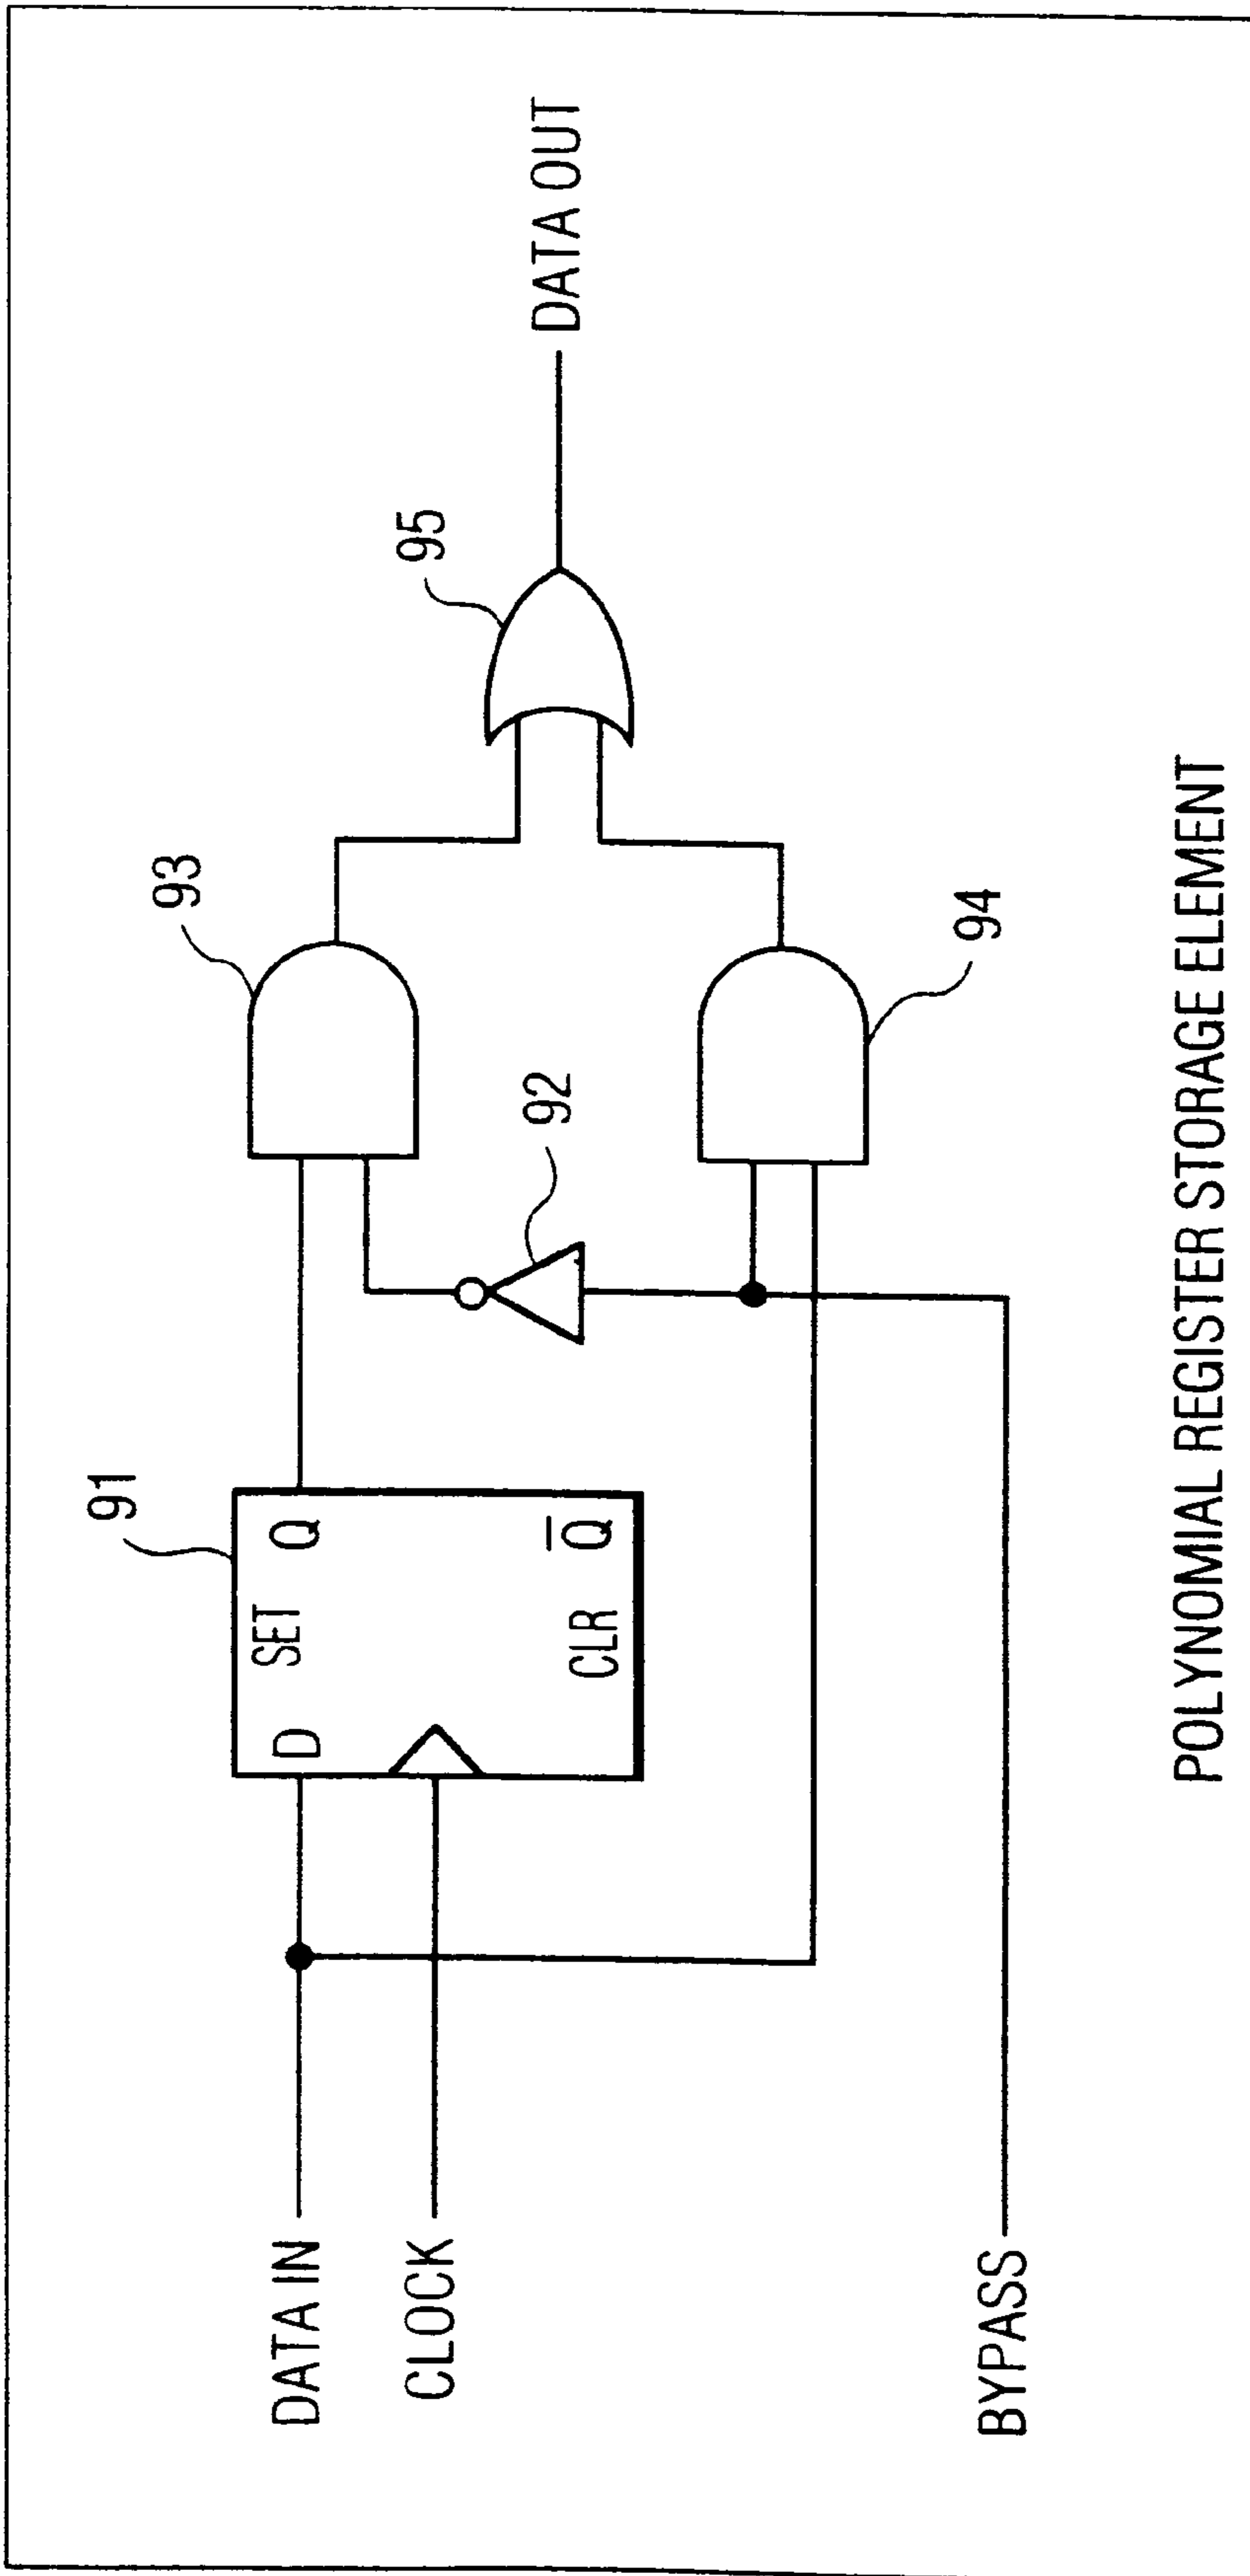 91
93
95
D SET Q
DATA IN
DATA OUT
CLOCK
92
CLR Q̅
94
BYPASS
POLYNOMIAL REGISTER STORAGE ELEMENT